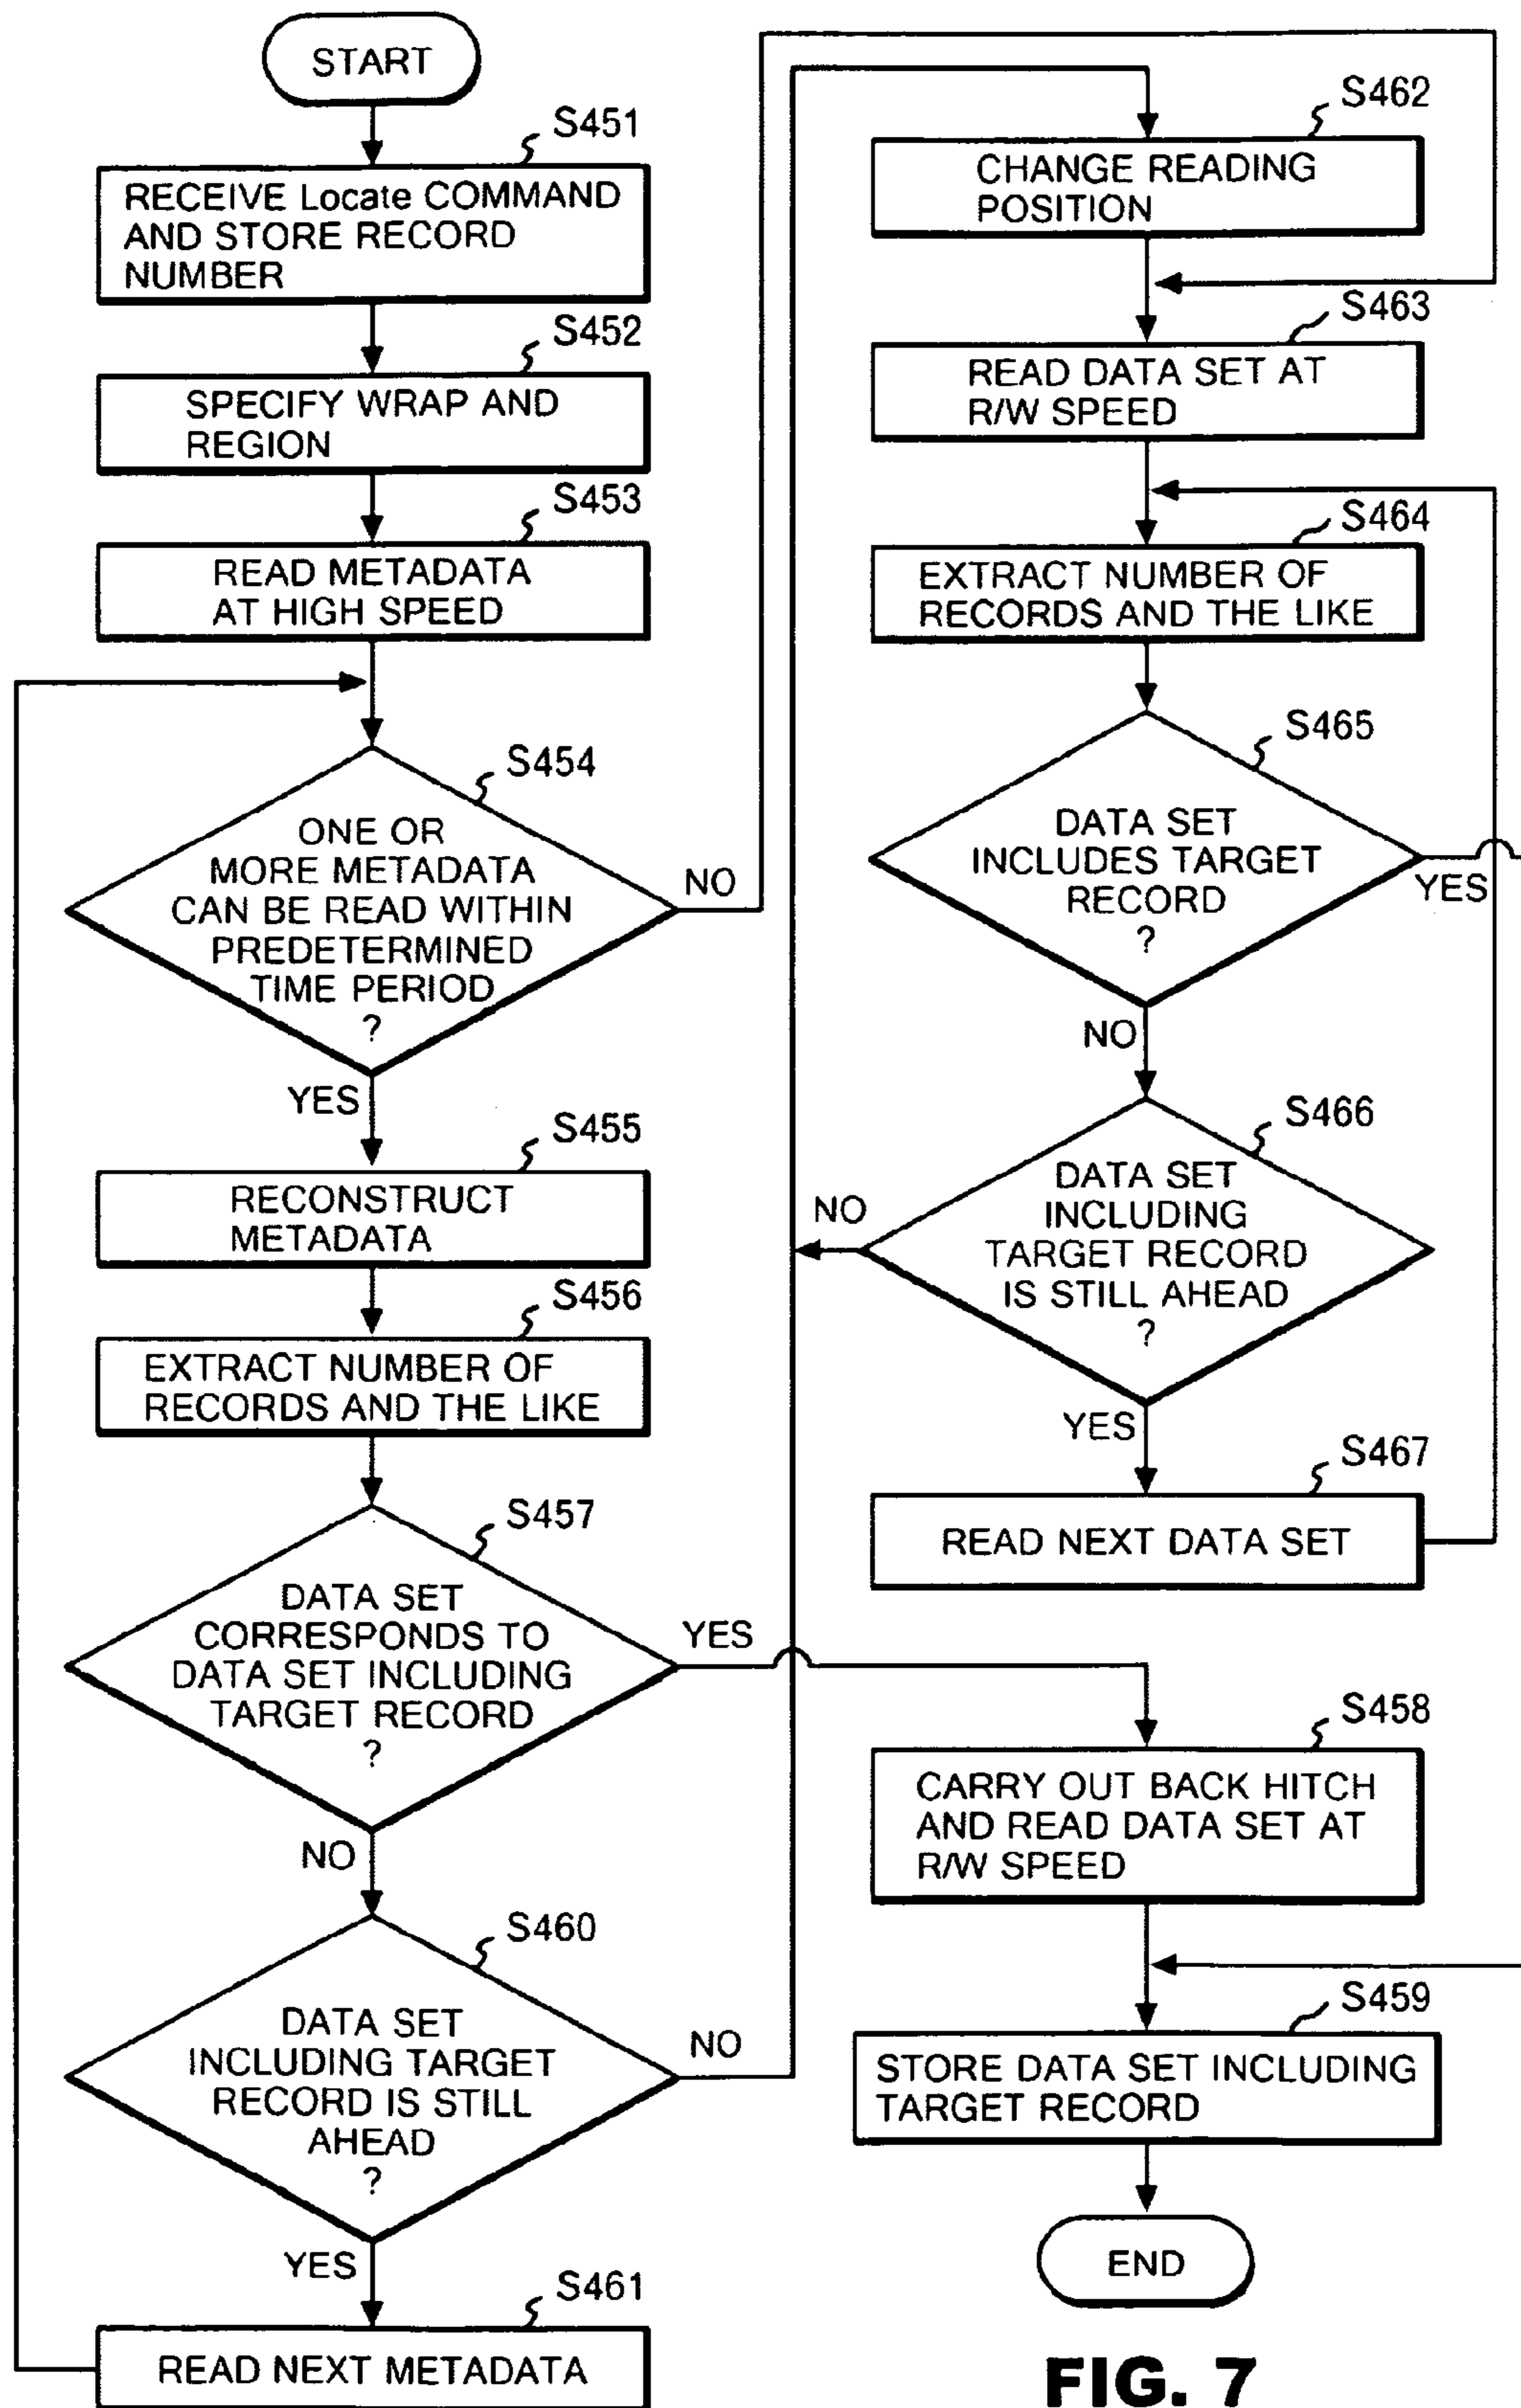 START
S451
RECEIVE Locate COMMAND
AND STORE RECORD
NUMBER
S452
SPECIFY WRAP AND
REGION
S453
READ METADATA
AT HIGH SPEED
S454
ONE OR
MORE METADATA
CAN BE READ WITHIN
PREDETERMINED
TIME PERIOD
?
NO
YES
S455
RECONSTRUCT
METADATA
S456
EXTRACT NUMBER OF
RECORDS AND THE LIKE
S457
DATA SET
CORRESPONDS TO
DATA SET INCLUDING
TARGET RECORD
?
YES
NO
S460
DATA SET
INCLUDING TARGET
RECORD IS STILL
AHEAD
?
NO
YES
S461
READ NEXT METADATA
S462
CHANGE READING
POSITION
S463
READ DATA SET AT
R/W SPEED
S464
EXTRACT NUMBER OF
RECORDS AND THE LIKE
S465
DATA SET
INCLUDES TARGET
RECORD
?
YES
NO
S466
DATA SET
INCLUDING
TARGET RECORD
IS STILL AHEAD
?
NO
YES
S467
READ NEXT DATA SET
S458
CARRY OUT BACK HITCH
AND READ DATA SET AT
R/W SPEED
S459
STORE DATA SET INCLUDING
TARGET RECORD
END
FIG. 7